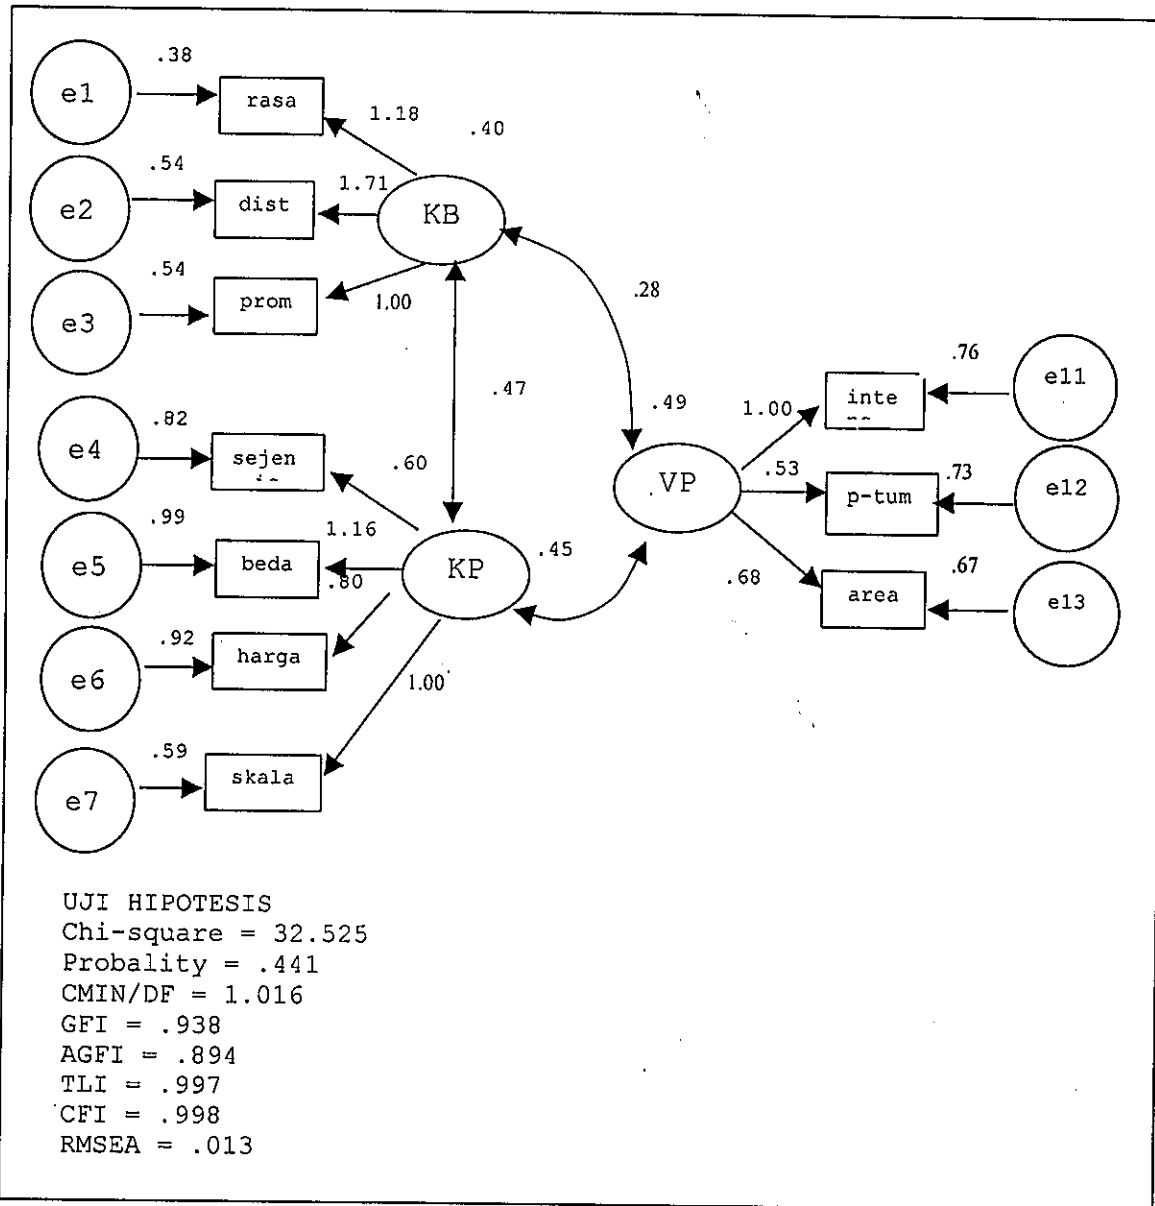 .38
e1
rasa
1.18
.40
.54
e2
dist
1.71
KB
.54
e3
prom
1.00
.28
.47
.76
e11
inte
1.00
.49
.82
e4
sejen
.60
VP
.53
p-tum
.73
e12
.99
e5
beda
1.16
.80
KP
.45
.68
area
.67
e13
.92
e6
harga
1.00
.59
e7
skala
UJI HIPOTESIS
Chi-square = 32.525
Probality = .441
CMIN/DF = 1.016
GFI = .938
AGFI = .894
TLI = .997
CFI = .998
RMSEA = .013